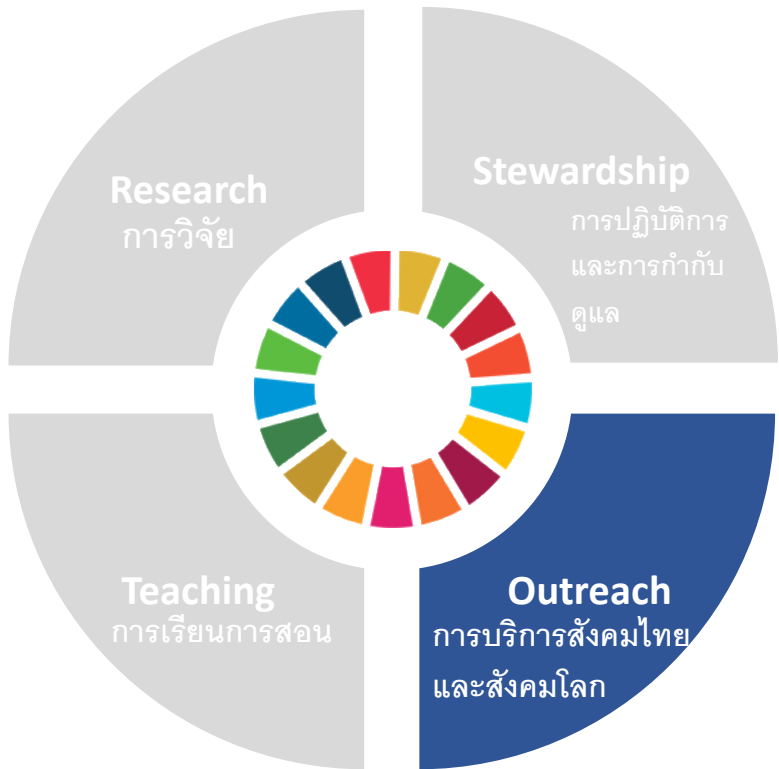 Research
การวิจัย
Stewardship
การปฏิบัติการ
และการกำกับ
ดูแล
Teaching
การเรียนการสอน
Outreach
การบริการสังคมไทย
และสังคมโลก